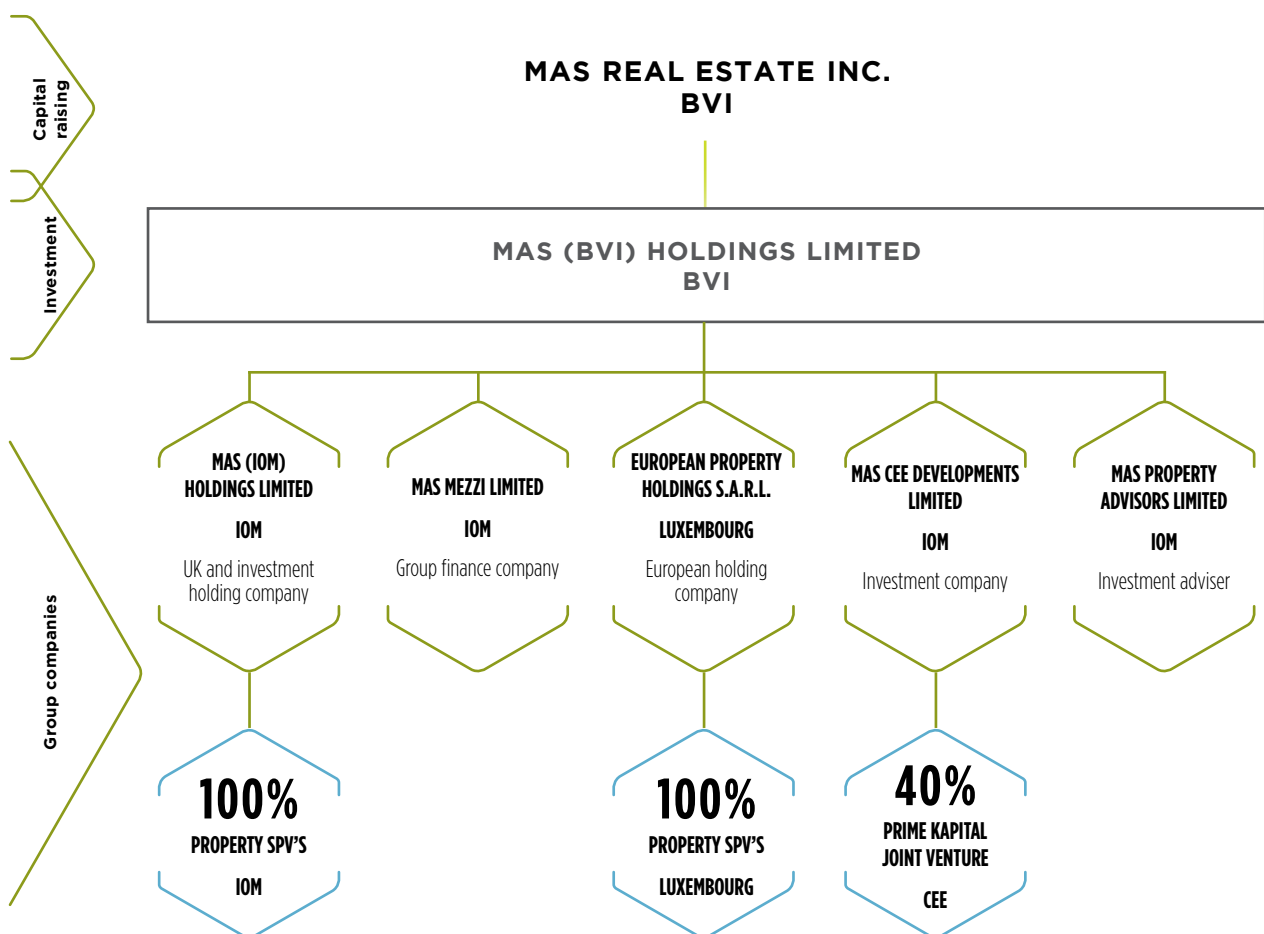 Capital
raising
MAS REAL ESTATE INC.
BVI
Investment
MAS (BVI) HOLDINGS LIMITED
BVI
Group companies
MAS (IOM)
HOLDINGS LIMITED
IOM
UK and investment
holding company
MAS MEZZI LIMITED
IOM
Group finance company
EUROPEAN PROPERTY
HOLDINGS S.A.R.L.
LUXEMBOURG
European holding
company
MAS CEE DEVELOPMENTS
LIMITED
IOM
Investment company
MAS PROPERTY
ADVISORS LIMITED
IOM
Investment adviser
100%
PROPERTY SPV'S
IOM
100%
PROPERTY SPV'S
LUXEMBOURG
40%
PRIME KAPITAL
JOINT VENTURE
CEE